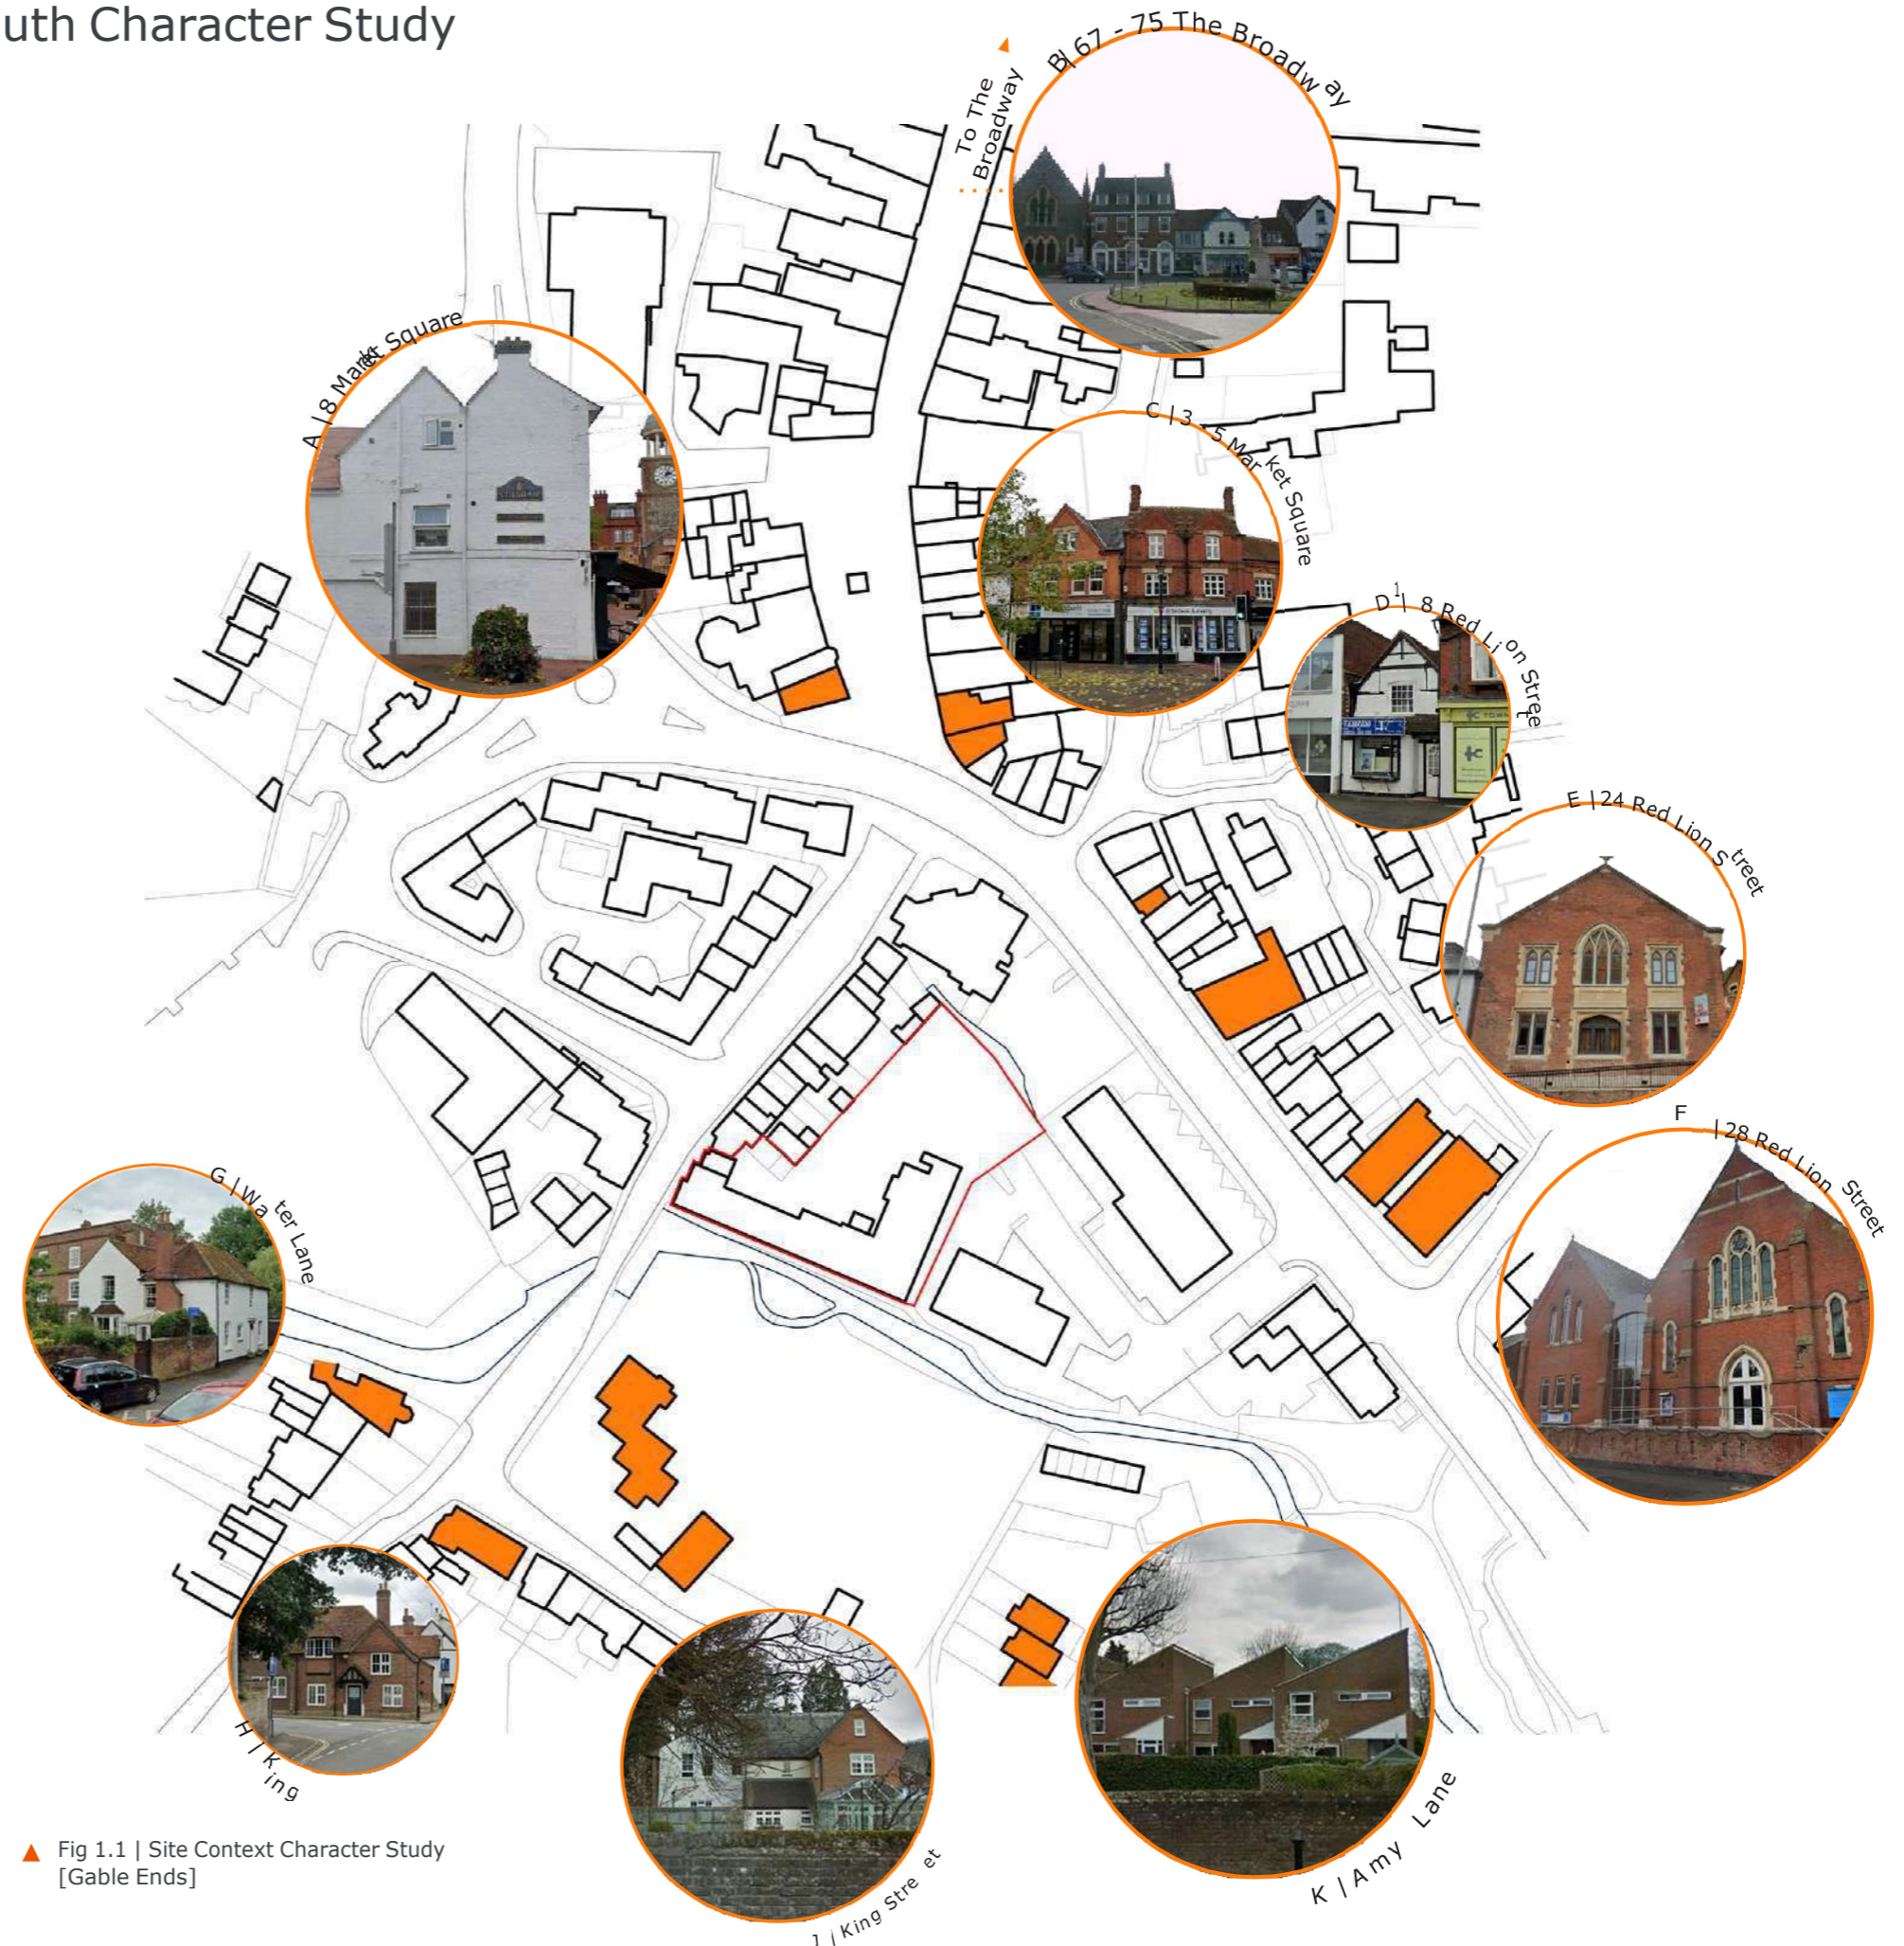 uth Character Study
To The
Broadway
B| 67 - 75 The Broadway
A | 8 Market Square
C | 3 - 5 Market Square
D | 8 Red Lion Street
E | 24 Red Lion Street
F | 28 Red Lion Street
G | Water Lane
H | King
J | King Street
K | Amy Lane
Fig 1.1 | Site Context Character Study
[Gable Ends]